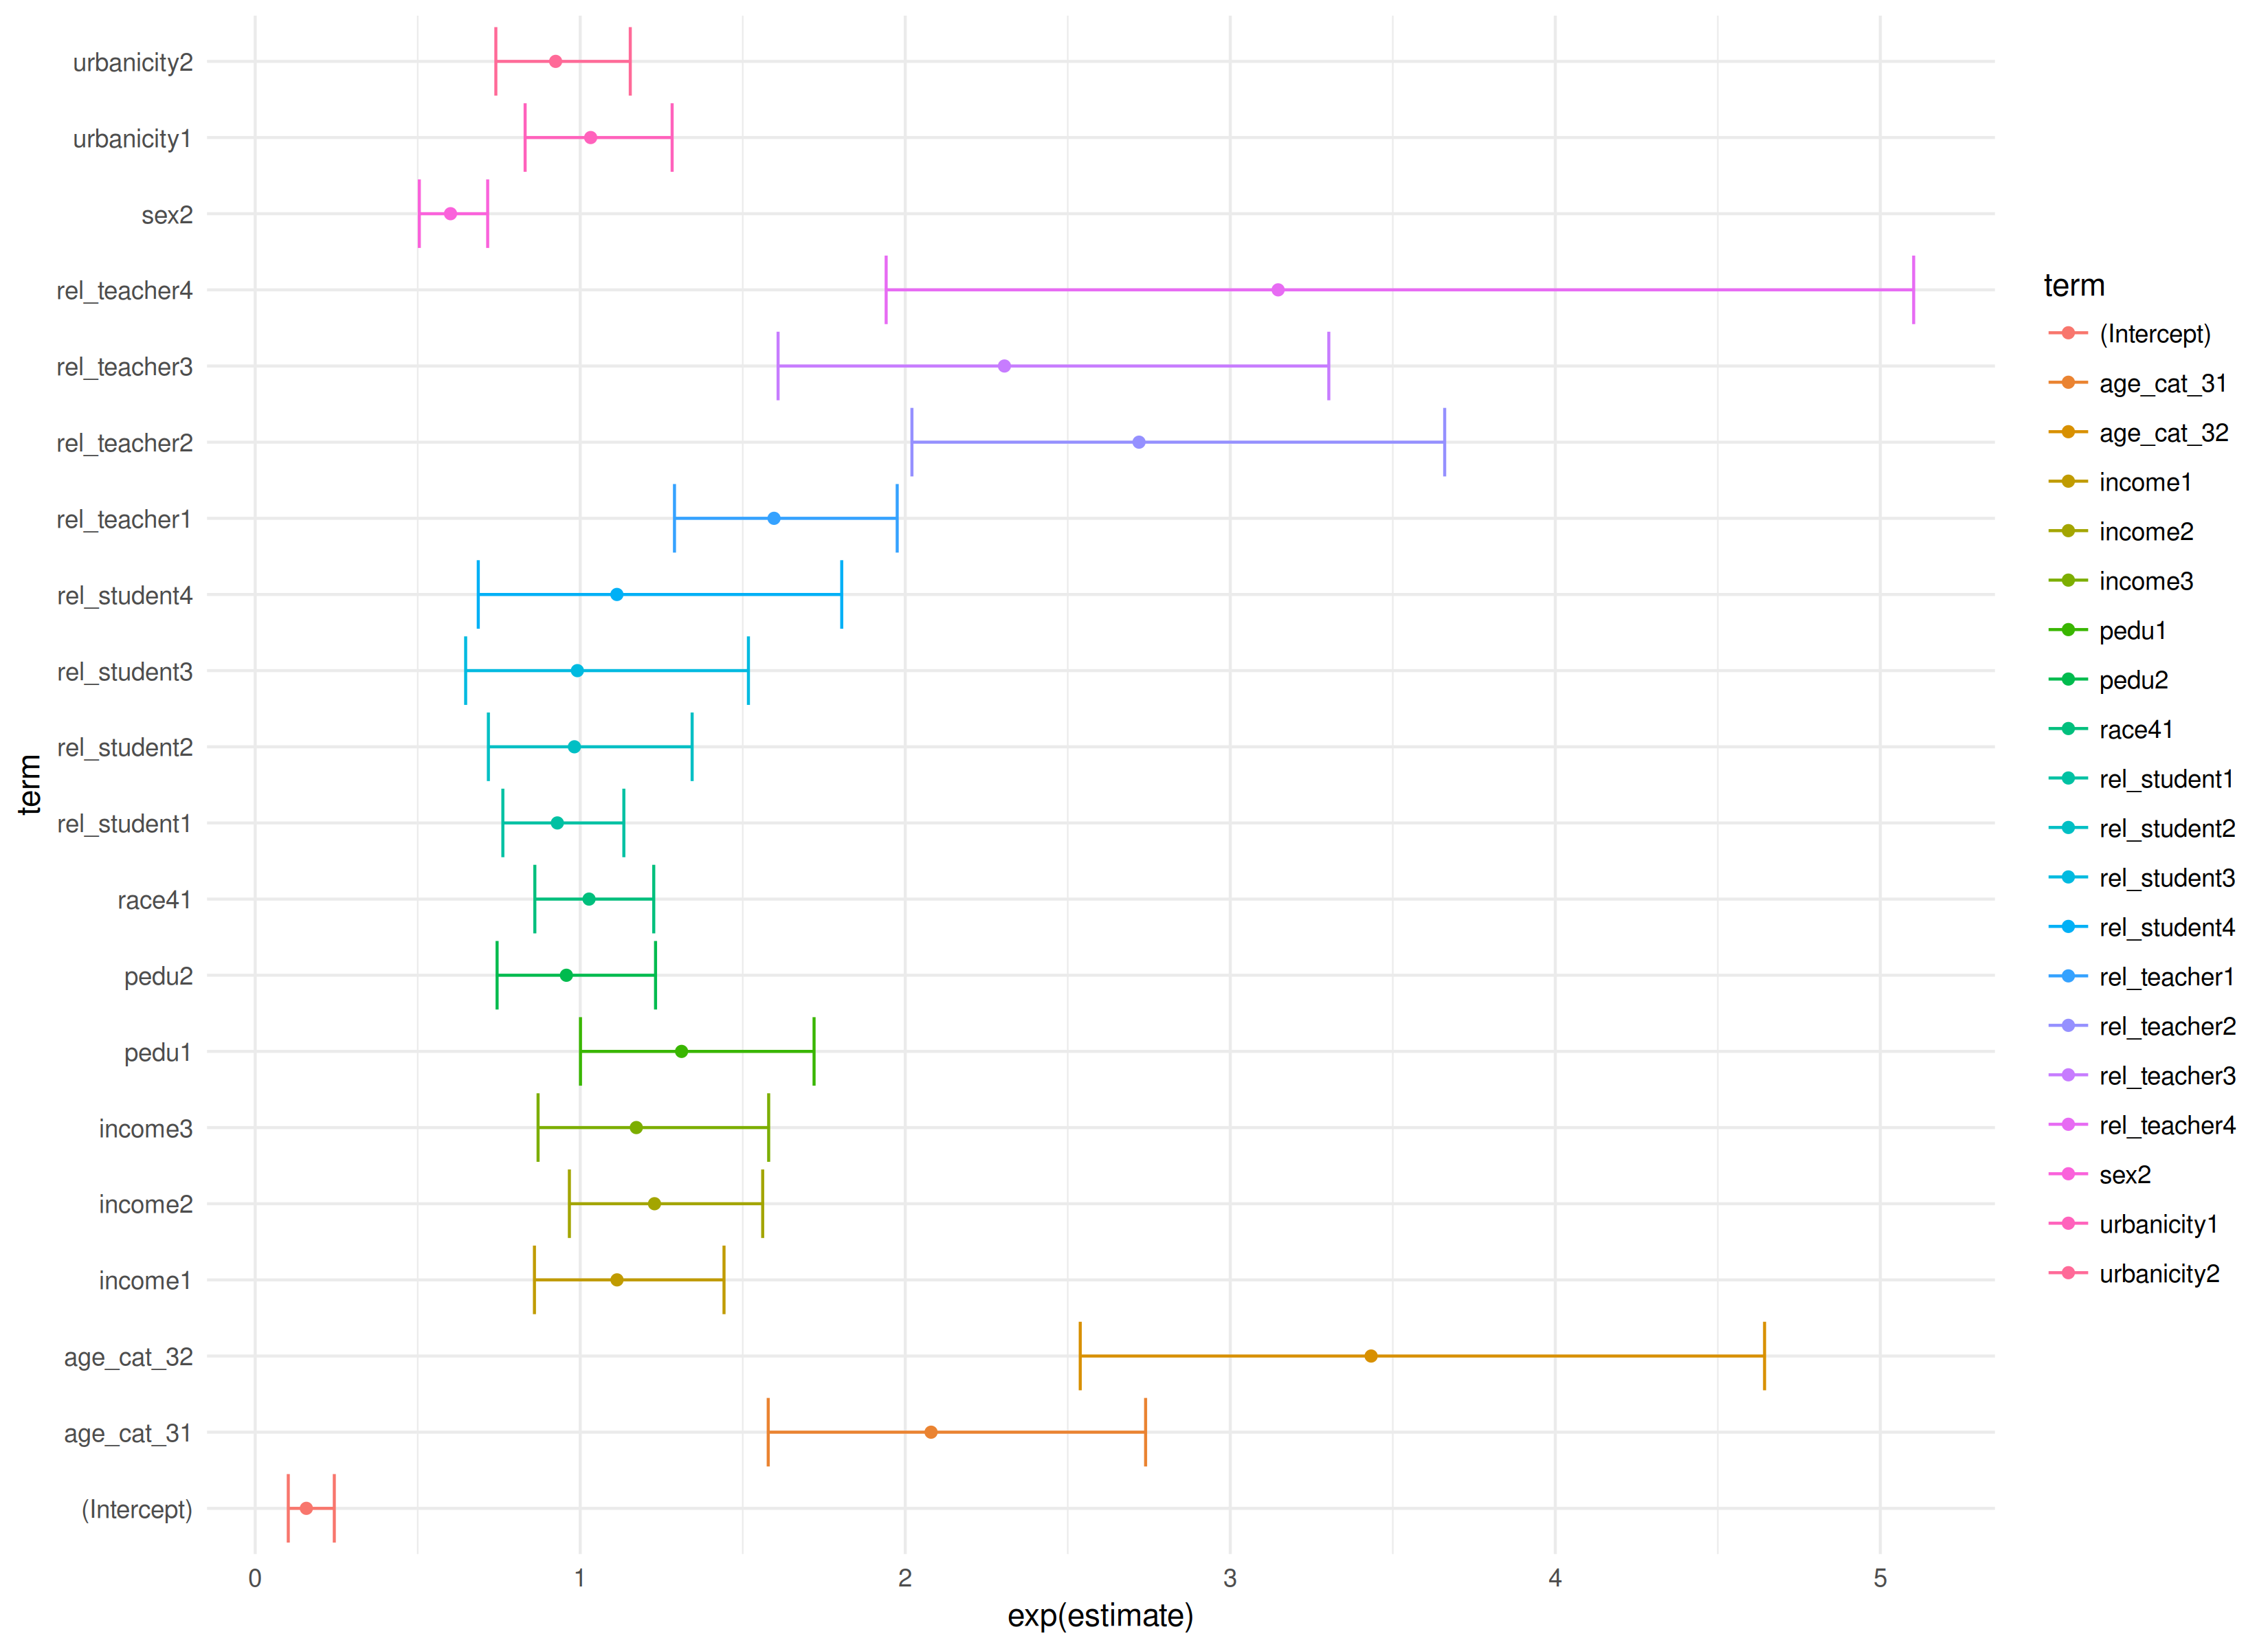 urbanicity2
urbanicity1
sex2
rel_teacher4
rel_teacher3
rel_teacher2
rel_teacher1
rel_student4
rel_student3
rel_student2
rel_student1
race41
pedu2
pedu1
income3
income2
income1
age_cat_32
age_cat_31
(Intercept)
term
0 1 2 3 4 5
exp(estimate)
term
(Intercept)
age_cat_31
age_cat_32
income1
income2
income3
pedu1
pedu2
race41
rel_student1
rel_student2
rel_student3
rel_student4
rel_teacher1
rel_teacher2
rel_teacher3
rel_teacher4
sex2
urbanicity1
urbanicity2